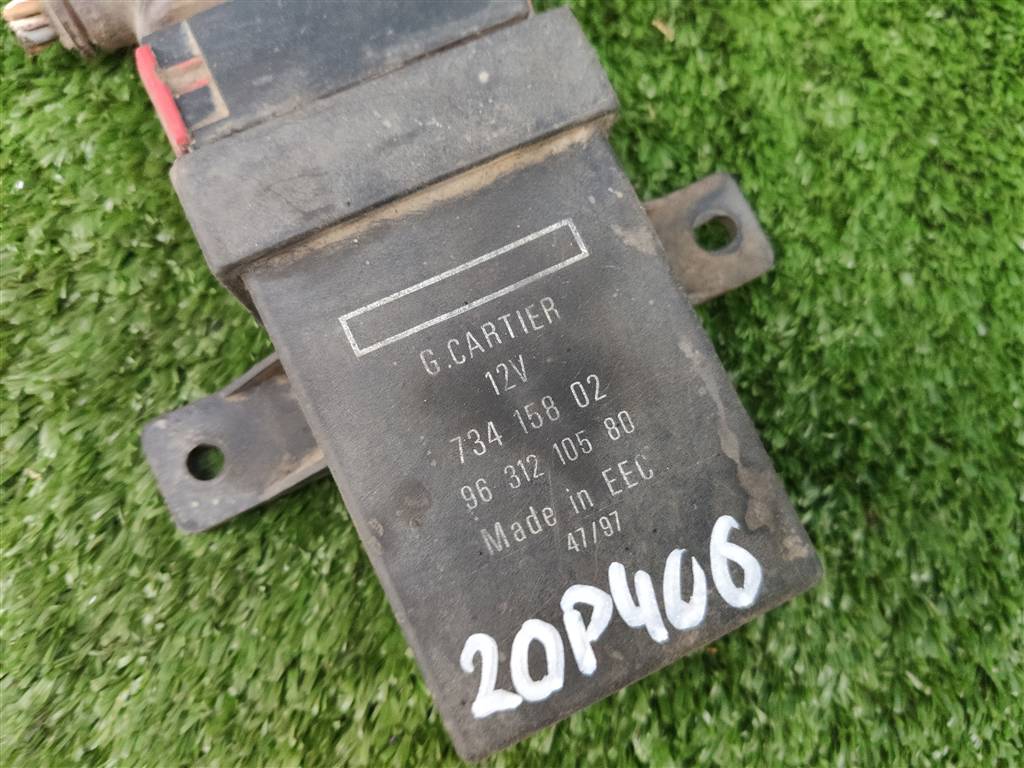 G.CARTIER
12V
734 158 02
96 312 105 80
Made in EEC
47/97
20P406